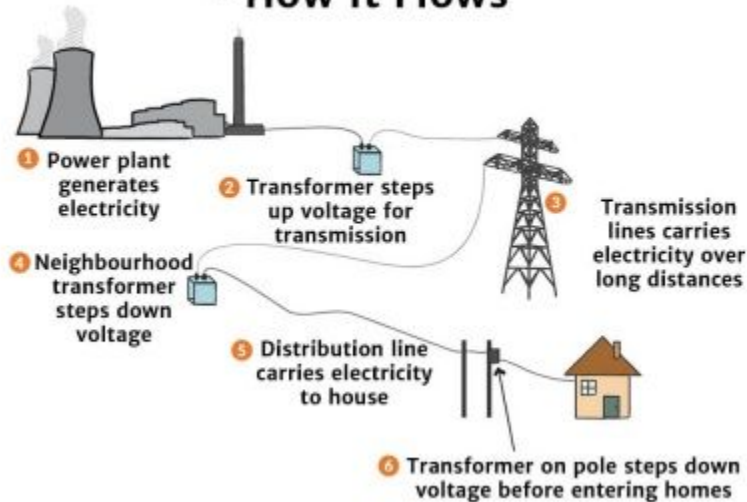 How It Flows
1 Power plant
generates
electricity
2 Transformer steps
up voltage for
transmission
3 Transmission
lines carries
electricity over
long distances
4 Neighbourhood
transformer
steps down
voltage
5 Distribution line
carries electricity
to house
6 Transformer on pole steps down
voltage before entering homes